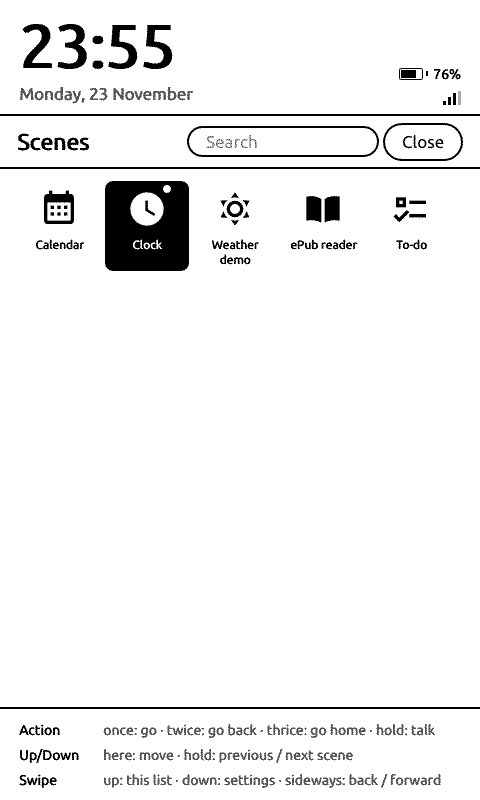 23:55
76%
Monday, 23 November
Scenes
Search
Close
Calendar
Clock
Weather
demo
ePub reader
To-do
Action once: go · twice: go back · thrice: go home · hold: talk
Up/Down here: move · hold: previous / next scene
Swipe up: this list · down: settings · sideways: back / forward